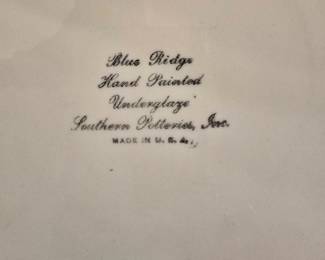 Blue Ridge
Hand Painted
Underglaze
Southern Potteries, Inc.
MADE IN U. S. A.